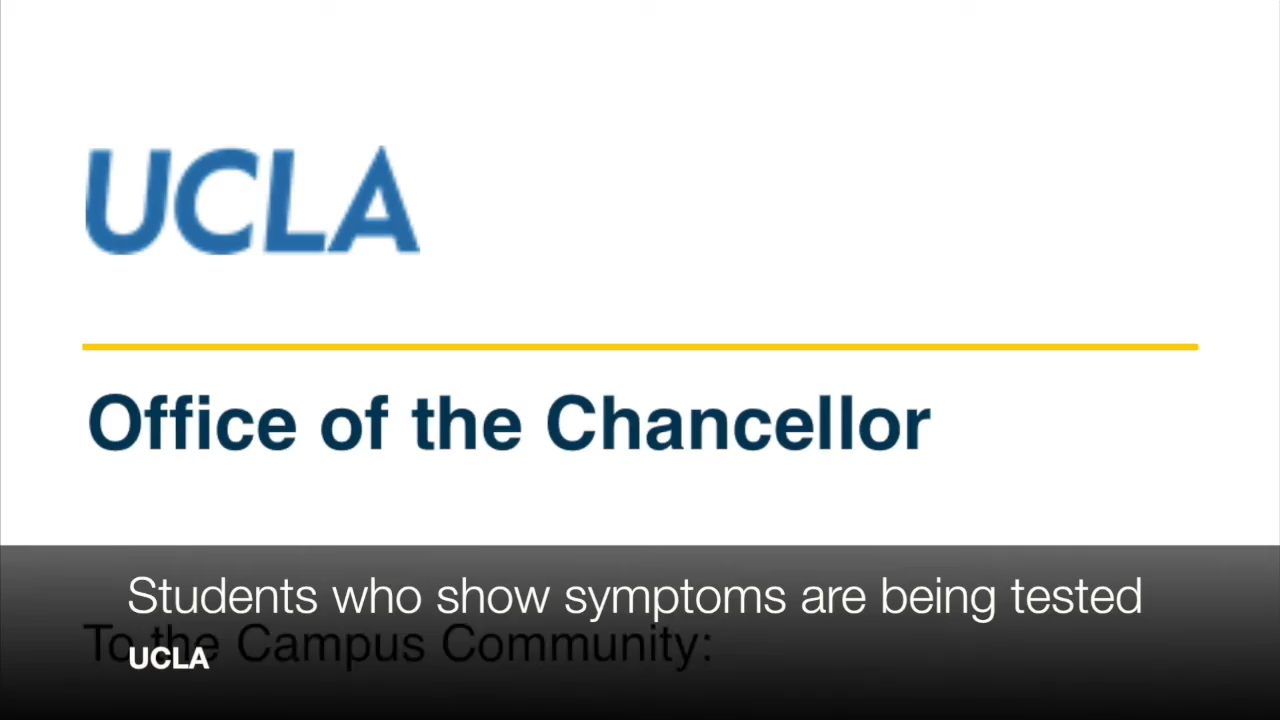 UCLA
Office of the Chancellor
Students who show symptoms are being tested
To the Campus Community:
UCLA